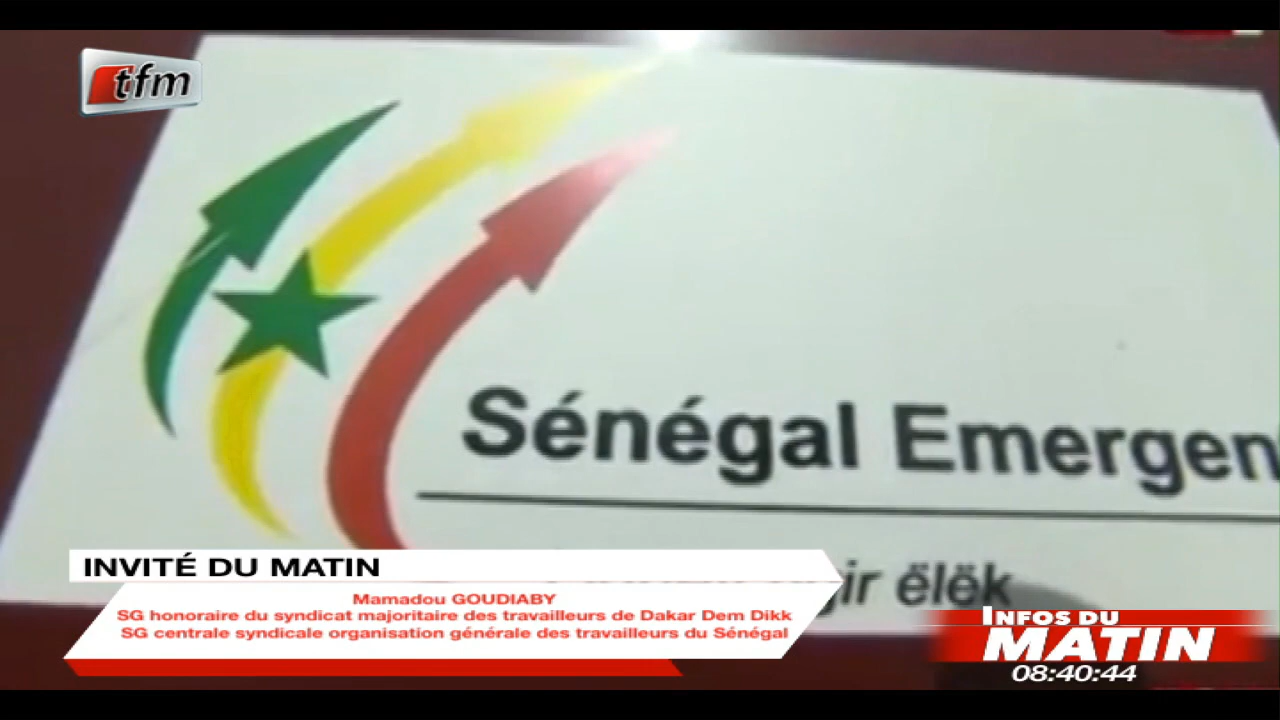 tfm
Sénégal Emergen
gir ëlëk
INVITÉ DU MATIN
Mamadou GOUDIABY
SG honoraire du syndicat majoritaire des travailleurs de Dakar Dem Dikk
SG centrale syndicale organisation générale des travailleurs du Sénégal
INFOS DU
MATIN
08:40:44